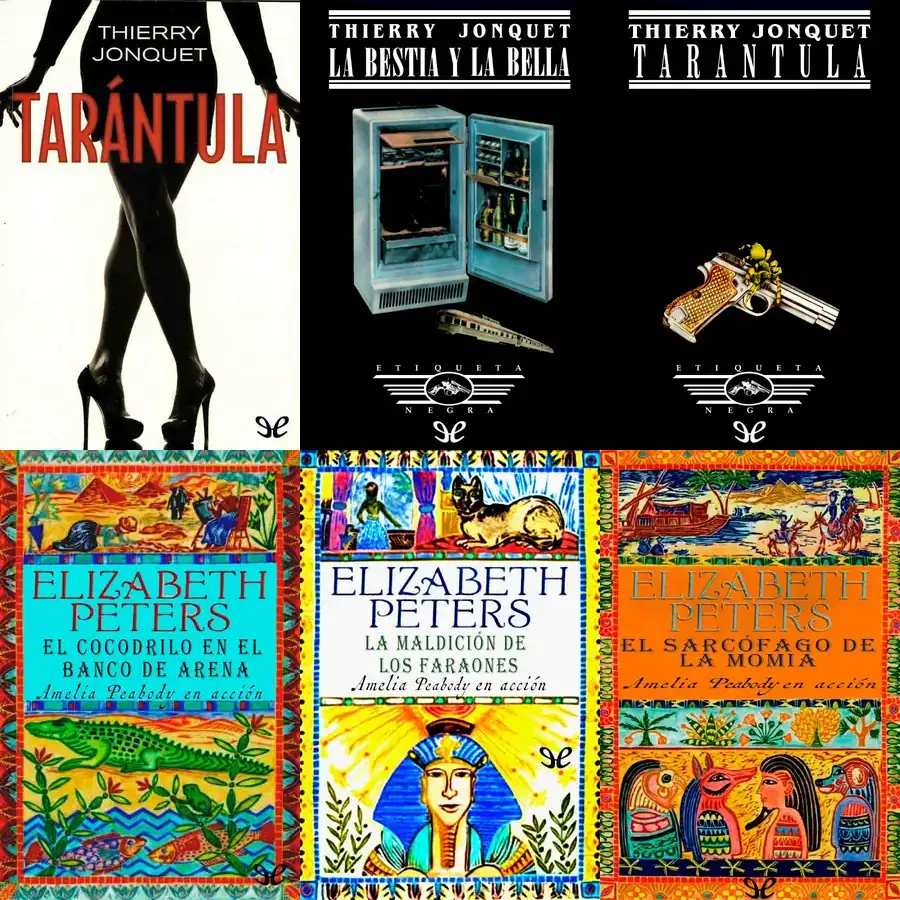 THIERRY
JONQUET
TARÁNTULA
THIERRY JONQUET
LA BESTIA Y LA BELLA
ETIQUETA
NEGRA
THIERRY JONQUET
TARANTULA
ETIQUETA
NEGRA
ELIZABETH
PETERS
EL COCODRILO EN EL
BANCO DE ARENA
Amelia Peabody en acción
ELIZABETH
PETERS
LA MALDICIÓN DE
LOS FARAONES
Amelia Peabody en acción
ELIZABETH
PETERS
EL SARCÓFAGO DE
LA MOMIA
Amelia Peabody en acción